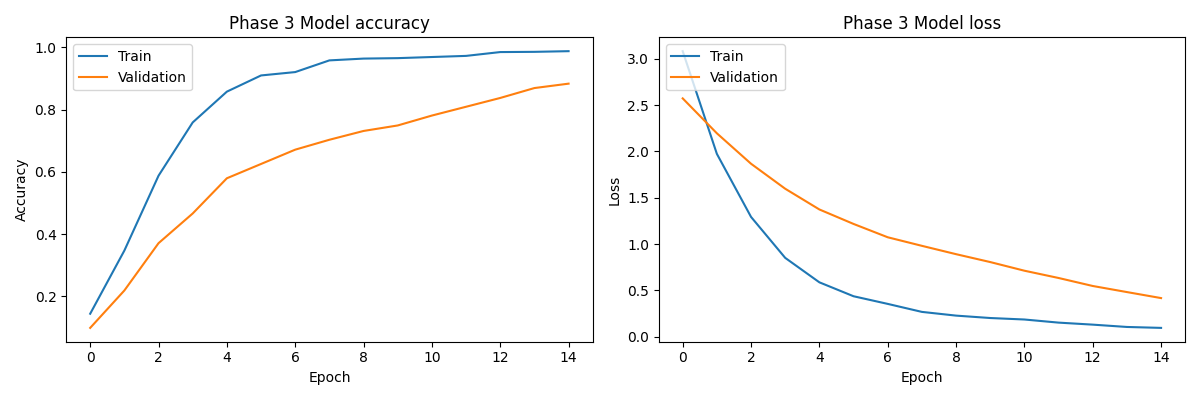 Phase 3 Model accuracy
Train
Validation
1.0
0.8
0.6
0.4
0.2
Accuracy
0 2 4 6 8 10 12 14
Epoch
Phase 3 Model loss
Train
Validation
3.0
2.5
2.0
1.5
1.0
0.5
0.0
Loss
0 2 4 6 8 10 12 14
Epoch